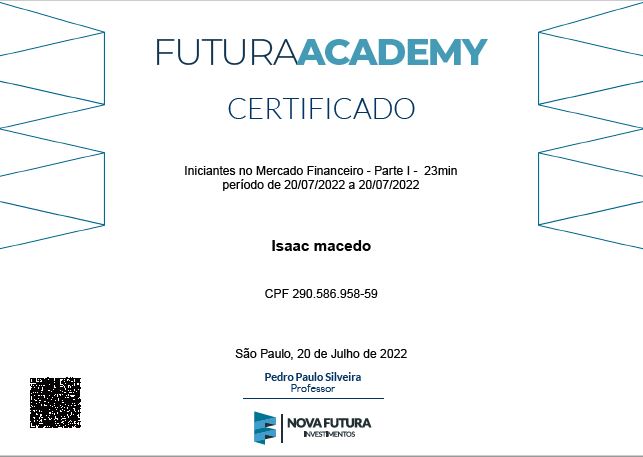 FUTURAACADEMY
CERTIFICADO
Iniciantes no Mercado Financeiro - Parte I - 23min
período de 20/07/2022 a 20/07/2022
Isaac macedo
CPF 290.586.958-59
São Paulo, 20 de Julho de 2022
Pedro Paulo Silveira
Professor
NOVA FUTURA
INVESTIMENTOS